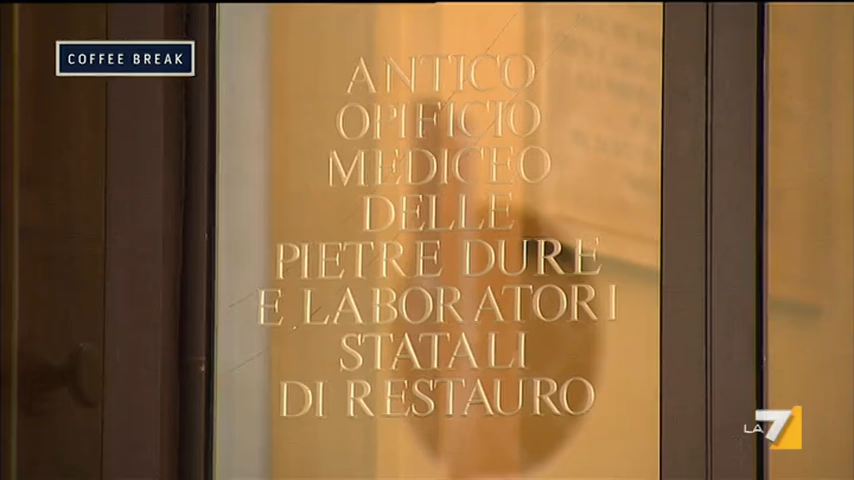 COFFEE BREAK
ANTICO
OPIFICIO
MEDICEO
DELLE
PIETRE DURE
E LABORATORI
STATALI
DI RESTAURO
LA7